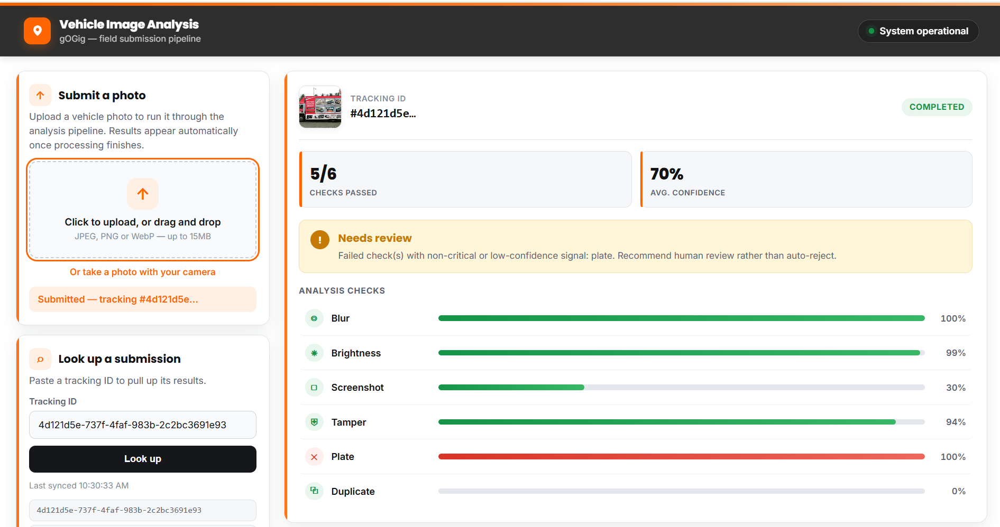 Vehicle Image Analysis
gOGig — field submission pipeline
System operational
Submit a photo
Upload a vehicle photo to run it through the
analysis pipeline. Results appear automatically
once processing finishes.
Click to upload, or drag and drop
JPEG, PNG or WebP — up to 15MB
Or take a photo with your camera
Submitted — tracking #4d121d5e...
Look up a submission
Paste a tracking ID to pull up its results.
Tracking ID
4d121d5e-737f-4faf-983b-2c2bc3691e93
Look up
Last synced 10:30:33 AM
4d121d5e-737f-4faf-983b-2c2bc3691e93
TRACKING ID
#4d121d5e...
COMPLETED
5/6
CHECKS PASSED
70%
AVG. CONFIDENCE
Needs review
Failed check(s) with non-critical or low-confidence signal: plate. Recommend human review rather than auto-reject.
ANALYSIS CHECKS
Blur 100%
Brightness 99%
Screenshot 30%
Tamper 94%
Plate 100%
Duplicate 0%